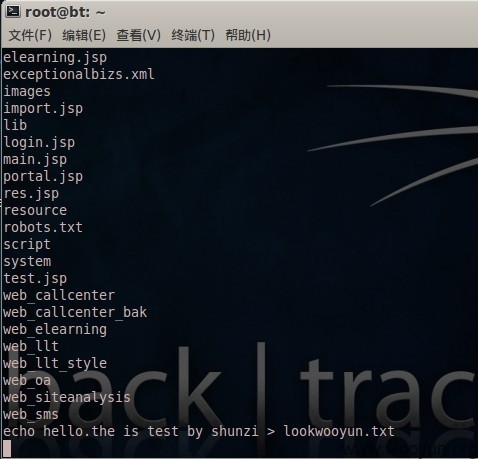 root@bt: ~
文件(F) 编辑(E) 查看(V) 终端(T) 帮助(H)
elearning.jsp
exceptionalbizs.xml
images
import.jsp
lib
login.jsp
main.jsp
portal.jsp
res.jsp
resource
robots.txt
script
system
test.jsp
web_callcenter
web_callcenter_bak
web_elearning
web_llt
web_llt_style
web_oa
web_siteanalysis
web_sms
echo hello.the is test by shunzi > lookwooyun.txt
back | trac